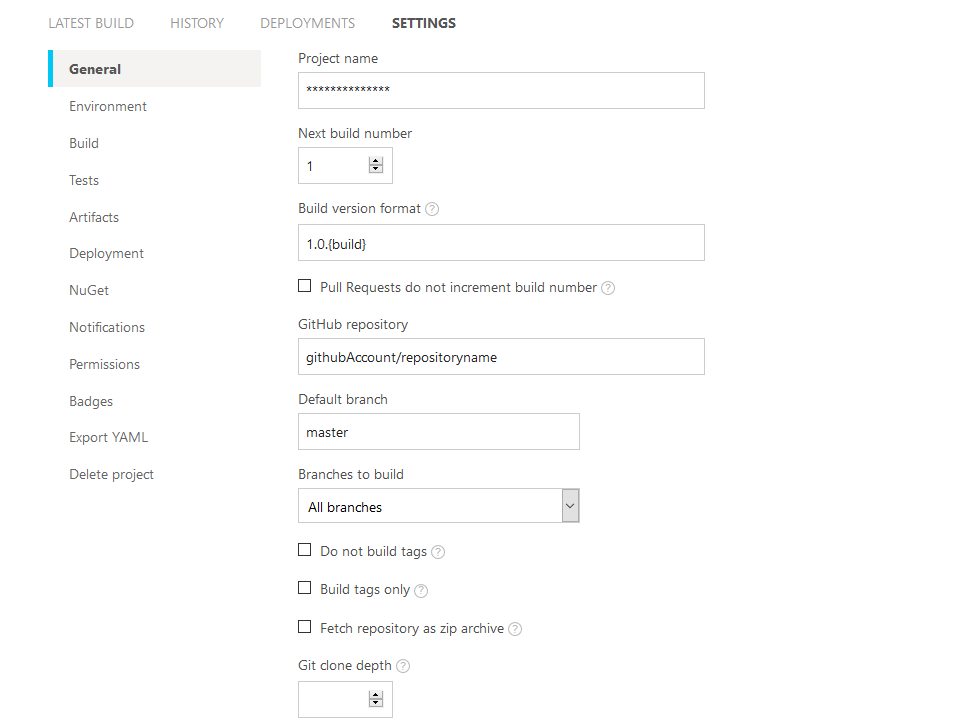 LATEST BUILD HISTORY DEPLOYMENTS SETTINGS
General
Environment
Build
Tests
Artifacts
Deployment
NuGet
Notifications
Permissions
Badges
Export YAML
Delete project
Project name
**************
Next build number
1
Build version format ?
1.0.{build}
Pull Requests do not increment build number ?
GitHub repository
githubAccount/repositoryname
Default branch
master
Branches to build
All branches
Do not build tags ?
Build tags only ?
Fetch repository as zip archive ?
Git clone depth ?